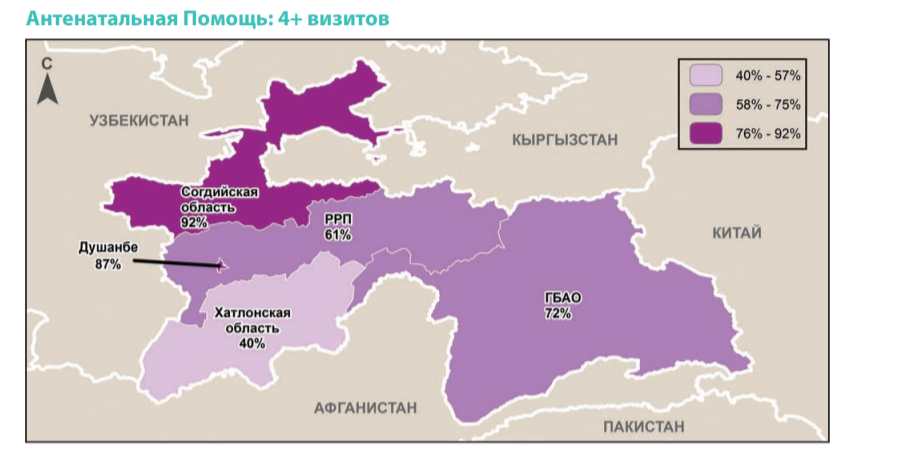 Антенатальная Помощь: 4+ визитов
С
40% - 57%
58% - 75%
76% - 92%
УЗБЕКИСТАН
КЫРГЫЗСТАН
Согдийская
область
92%
РРП
61%
КИТАЙ
Душанбе
87%
ГБАО
72%
Хатлонская
область
40%
АФГАНИСТАН
ПАКИСТАН